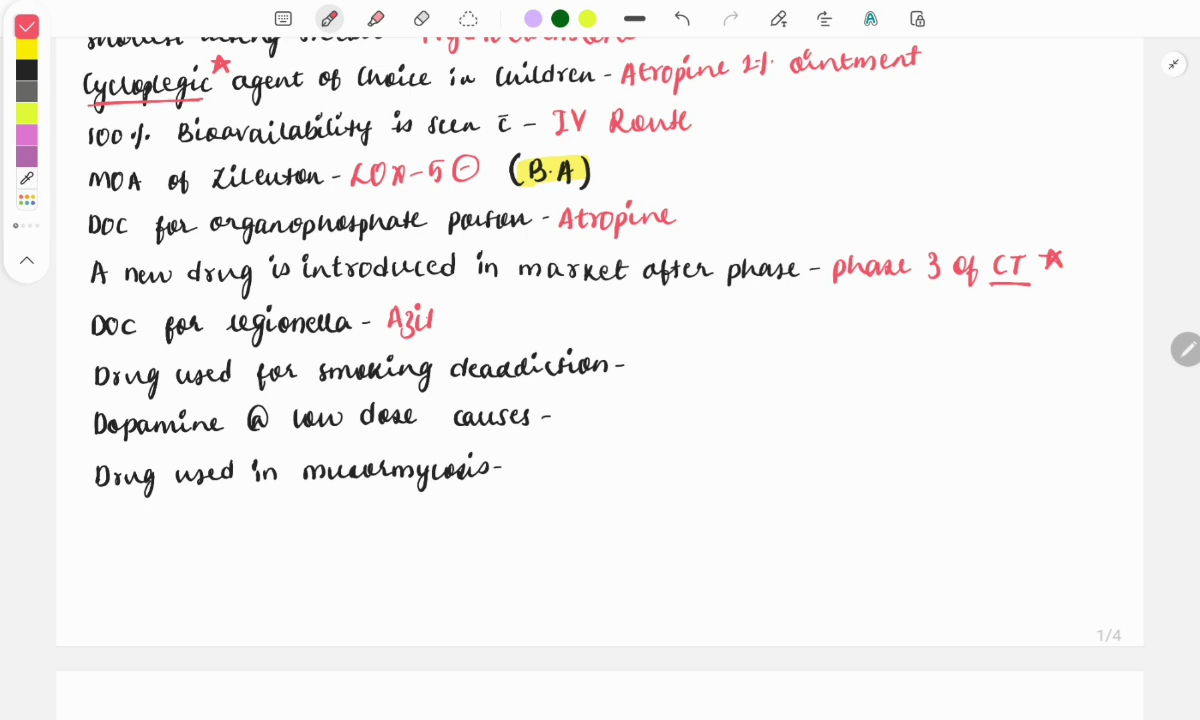 Cycloplegic agent of choice in children - Atropine 1% ointment
100% Bioavailability is seen c̄ - IV Route
MOA of Zileuton - LOX-5 ⊖ (B.A)
DOC for organophosphate poision - Atropine
A new drug is introduced in market after phase - phase 3 of CT
DOC for legionella - Azit
Drug used for smoking deaddiction -
Dopamine @ low dose causes -
Drug used in mucormycosis -
1/4